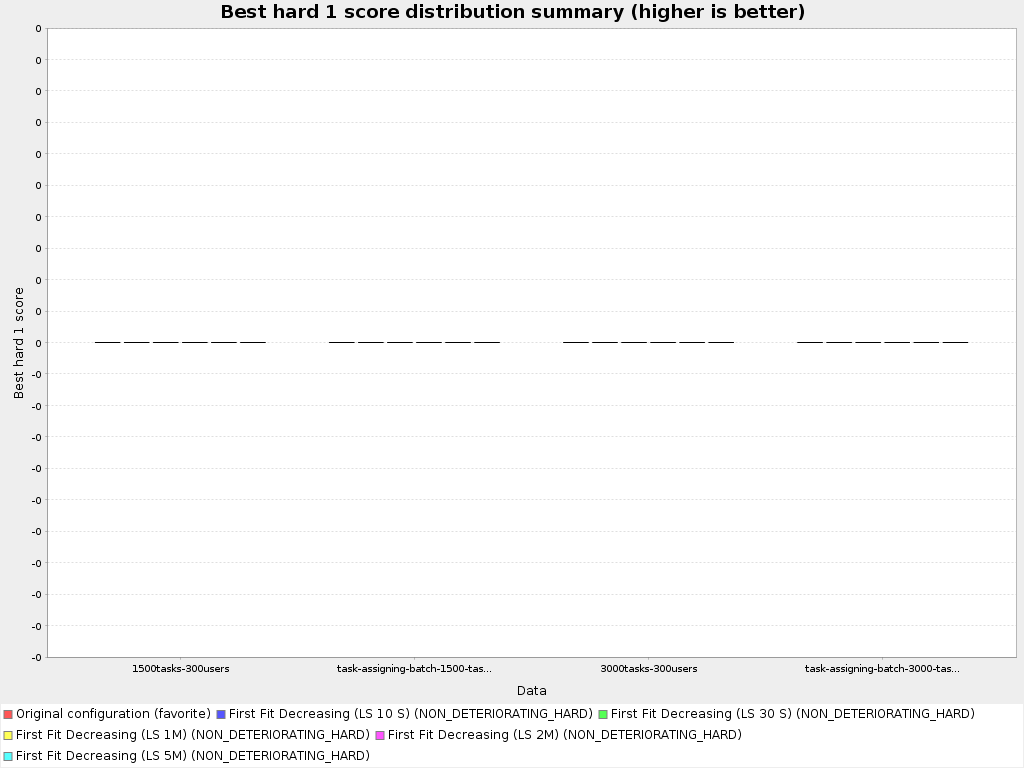 Best hard 1 score distribution summary (higher is better)
0
0
0
0
0
0
0
0
0
0
0
-0
-0
-0
-0
-0
-0
-0
-0
-0
-0
Best hard 1 score
1500tasks-300users
task-assigning-batch-1500-tas...
3000tasks-300users
task-assigning-batch-3000-tas...
Data
Original configuration (favorite) First Fit Decreasing (LS 10 S) (NON_DETERIORATING_HARD) First Fit Decreasing (LS 30 S) (NON_DETERIORATING_HARD)
First Fit Decreasing (LS 1M) (NON_DETERIORATING_HARD) First Fit Decreasing (LS 2M) (NON_DETERIORATING_HARD)
First Fit Decreasing (LS 5M) (NON_DETERIORATING_HARD)